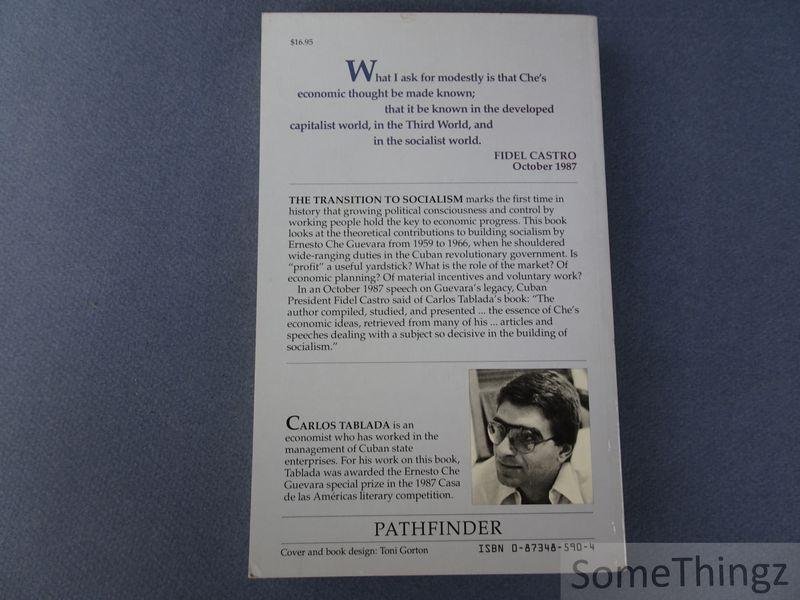 $16.95
What I ask for modestly is that Che's
economic thought be made known;
that it be known in the developed
capitalist world, in the Third World, and
in the socialist world.
FIDEL CASTRO
October 1987
THE TRANSITION TO SOCIALISM marks the first time in
history that growing political consciousness and control by
working people hold the key to economic progress. This book
looks at the theoretical contributions to building socialism by
Ernesto Che Guevara from 1959 to 1966, when he shouldered
wide-ranging duties in the Cuban revolutionary government. Is
"profit" a useful yardstick? What is the role of the market? Of
economic planning? Of material incentives and voluntary work?
In an October 1987 speech on Guevara's legacy, Cuban
President Fidel Castro said of Carlos Tablada's book: "The
author compiled, studied, and presented ... the essence of Che's
economic ideas, retrieved from many of his ... articles and
speeches dealing with a subject so decisive in the building of
socialism."
CARLOS TABLADA is an
economist who has worked in the
management of Cuban state
enterprises. For his work on this book,
Tablada was awarded the Ernesto Che
Guevara special prize in the 1987 Casa
de las Américas literary competition.
PATHFINDER
Cover and book design: Toni Gorton
ISBN 0-87348-590-4
SomeThingz